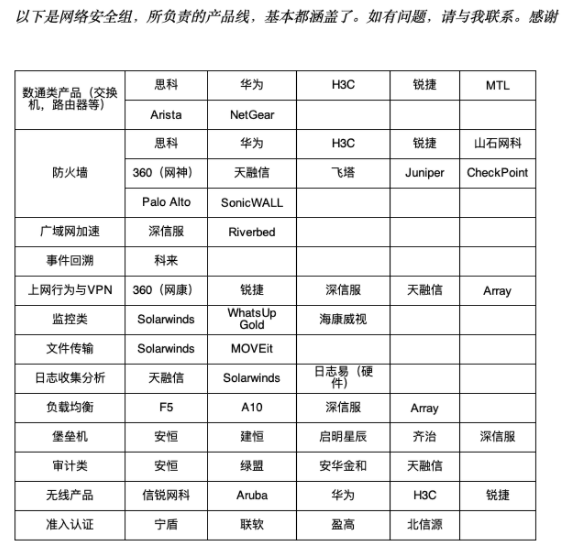 以下是网络安全组，所负责的产品线，基本都涵盖了。如有问题，请与我联系。感谢
数通类产品（交换机，路由器等） 思科 华为 H3C 锐捷 MTL
Arista NetGear
防火墙 思科 华为 H3C 锐捷 山石网科
360（网神） 天融信 飞塔 Juniper CheckPoint
Palo Alto SonicWALL
广域网加速 深信服 Riverbed
事件回溯 科来
上网行为与VPN 360（网康） 锐捷 深信服 天融信 Array
监控类 Solarwinds WhatsUp Gold 海康威视
文件传输 Solarwinds MOVEit
日志收集分析 天融信 Solarwinds 日志易（硬件）
负载均衡 F5 A10 深信服 Array
堡垒机 安恒 建恒 启明星辰 齐治 深信服
审计类 安恒 绿盟 安华金和 天融信
无线产品 信锐网科 Aruba 华为 H3C 锐捷
准入认证 宁盾 联软 盈高 北信源